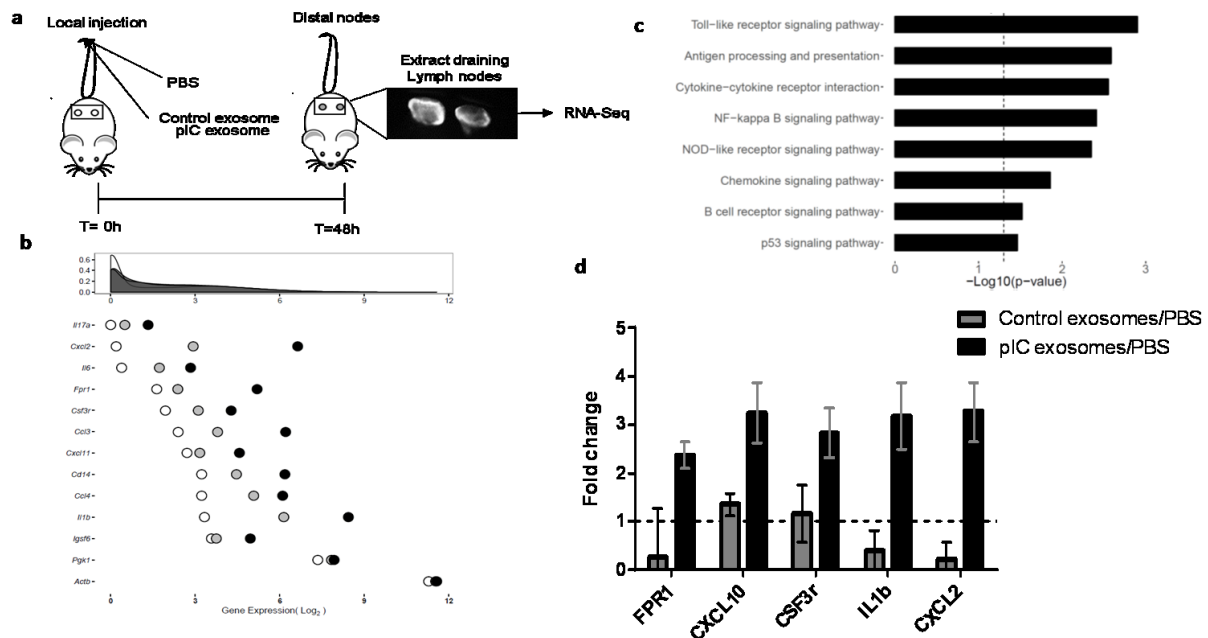 a
Local injection
PBS
Control exosome
pIC exosome
Distal nodes
Extract draining
Lymph nodes
RNA-Seq
T= 0h
T=48h
b
0.6
0.4
0.2
0.0
0 3 6 9 12
Il17a
Cxcl2
Il6
Fpr1
Csf3r
Ccl3
Cxcl11
Cd14
Ccl4
Il1b
Igsf6
Pgk1
Actb
0 3 6 9 12
Gene Expression( Log2 )
c
Toll−like receptor signaling pathway
Antigen processing and presentation
Cytokine−cytokine receptor interaction
NF−kappa B signaling pathway
NOD−like receptor signaling pathway
Chemokine signaling pathway
B cell receptor signaling pathway
p53 signaling pathway
0 1 2 3
−Log10(p−value)
d
Control exosomes/PBS
pIC exosomes/PBS
Fold change
5
4
3
2
1
0
FPR1
CXCL10
CSF3r
IL1b
CXCL2